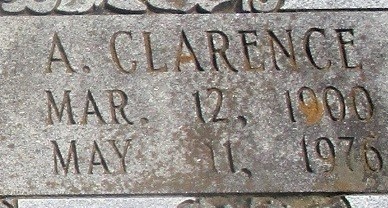 A. CLARENCE
MAR. 12, 1900
MAY 11, 1976